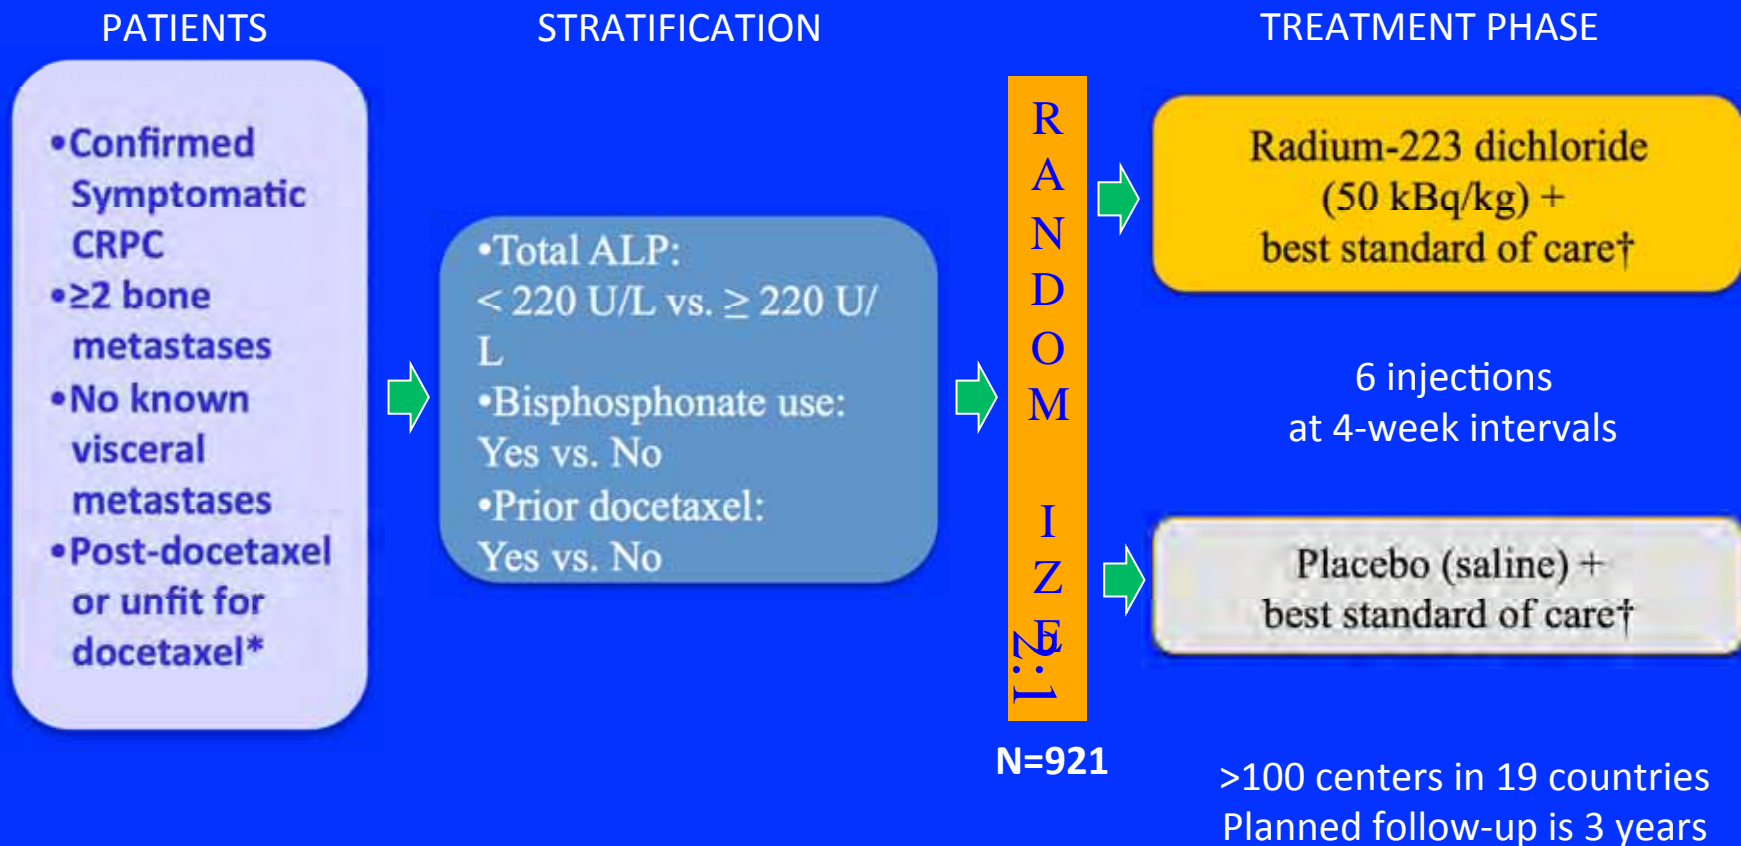 PATIENTS
STRATIFICATION
TREATMENT PHASE
•Confirmed
Symptomatic
CRPC
•≥2 bone
metastases
•No known
visceral
metastases
•Post-docetaxel
or unfit for
docetaxel*
•Total ALP:
< 220 U/L vs. ≥ 220 U/
L
•Bisphosphonate use:
Yes vs. No
•Prior docetaxel:
Yes vs. No
R
A
N
D
O
M
I
Z
E
2:1
N=921
Radium-223 dichloride
(50 kBq/kg) +
best standard of care†
6 injections
at 4-week intervals
Placebo (saline) +
best standard of care†
>100 centers in 19 countries
Planned follow-up is 3 years